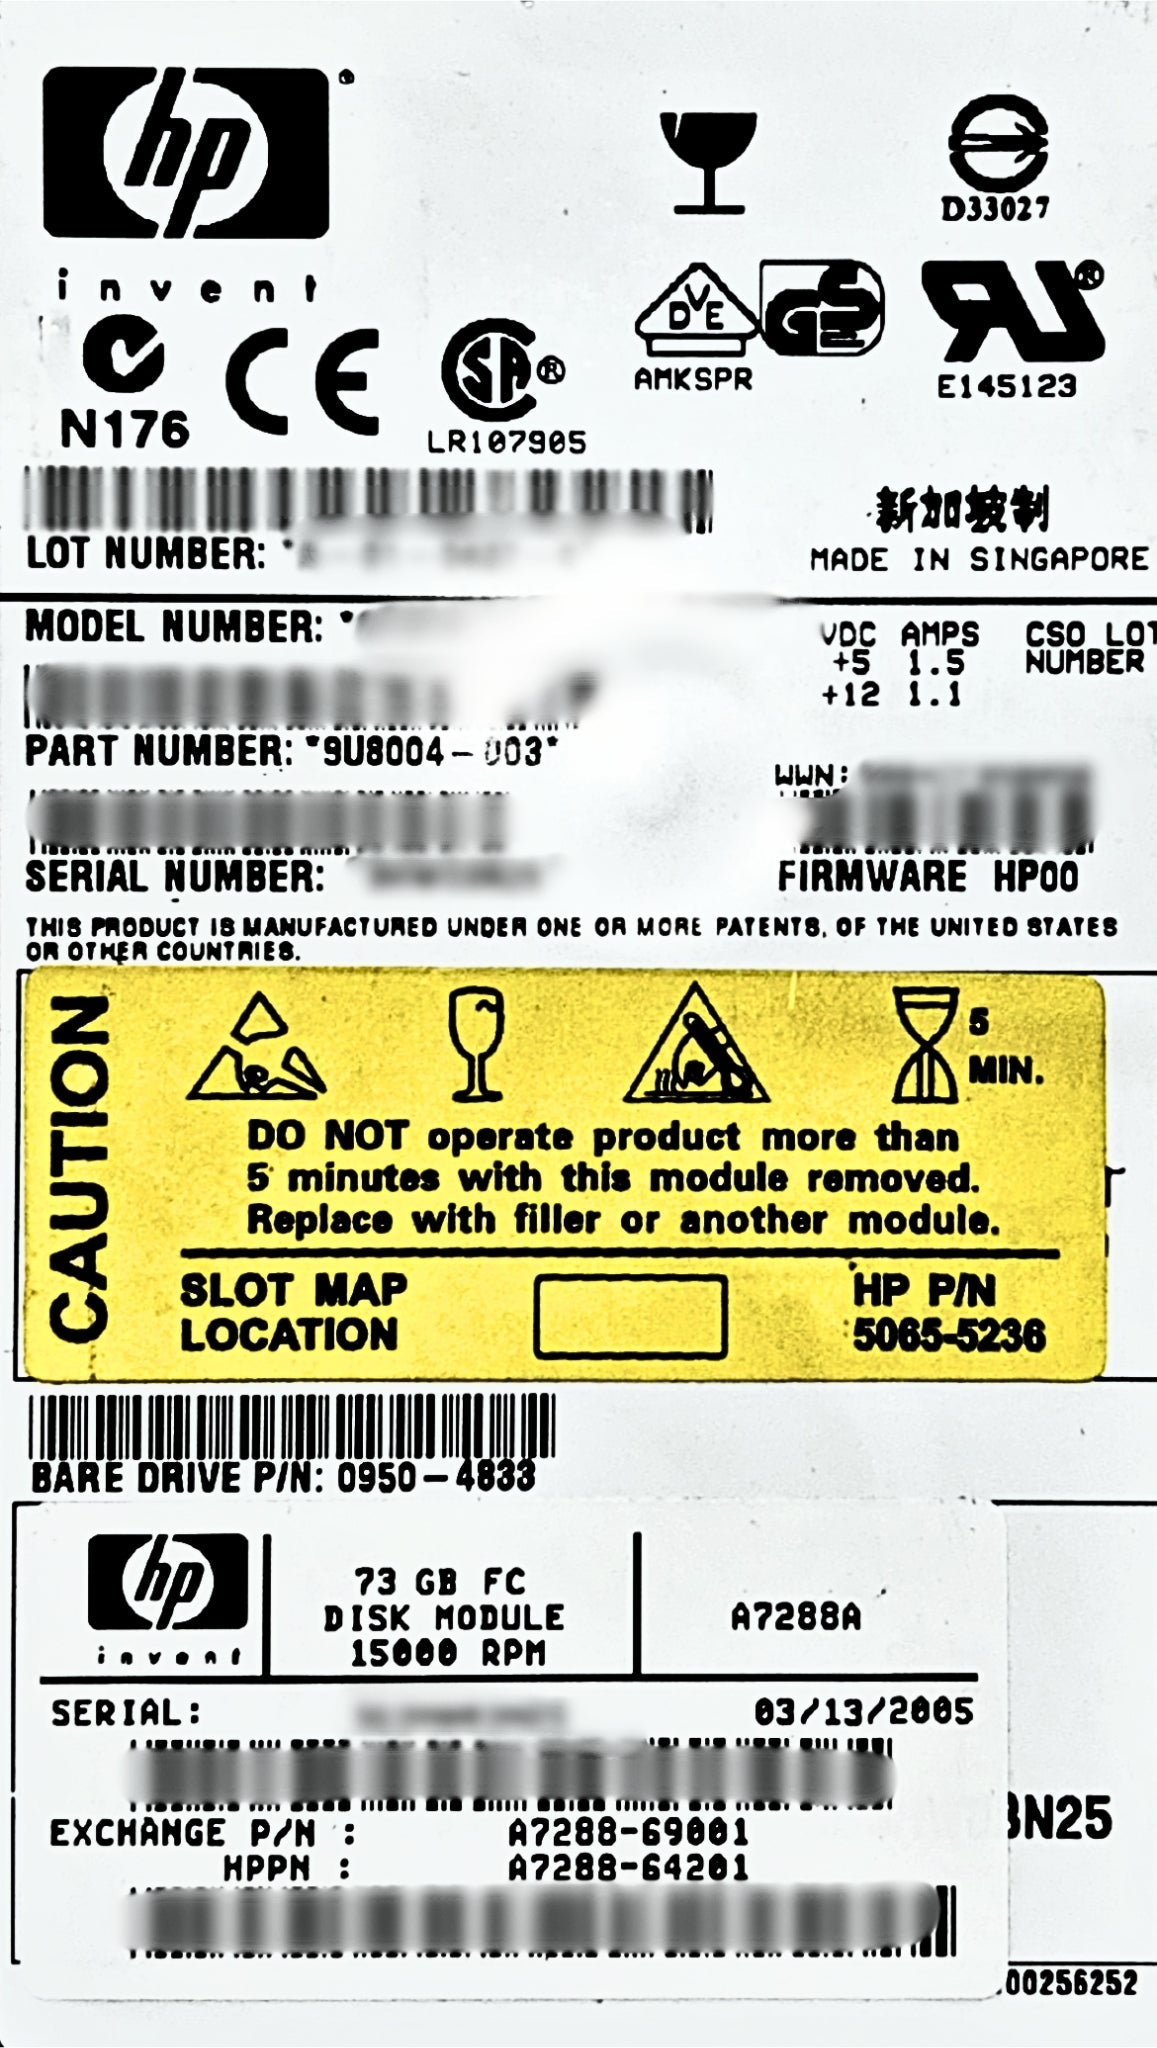 hp
invent
D33027
N176
CE
LR107905
DVE
AMKSPR
GS
E145123
LOT NUMBER:
新加坡制
MADE IN SINGAPORE
MODEL NUMBER:
VDC AMPS
+5 1.5
+12 1.1
CSO LOT
NUMBER
PART NUMBER: *9U8004-003*
WWN:
SERIAL NUMBER:
FIRMWARE HP00
THIS PRODUCT IS MANUFACTURED UNDER ONE OR MORE PATENTS, OF THE UNITED STATES
OR OTHER COUNTRIES.
CAUTION
5
MIN.
DO NOT operate product more than
5 minutes with this module removed.
Replace with filler or another module.
SLOT MAP
LOCATION
HP P/N
5065-5236
BARE DRIVE P/N: 0950-4833
hp
invent
73 GB FC
DISK MODULE
15000 RPM
A7288A
SERIAL:
03/13/2005
EXCHANGE P/N : A7288-69001
HPPN : A7288-64201
N25
00256252